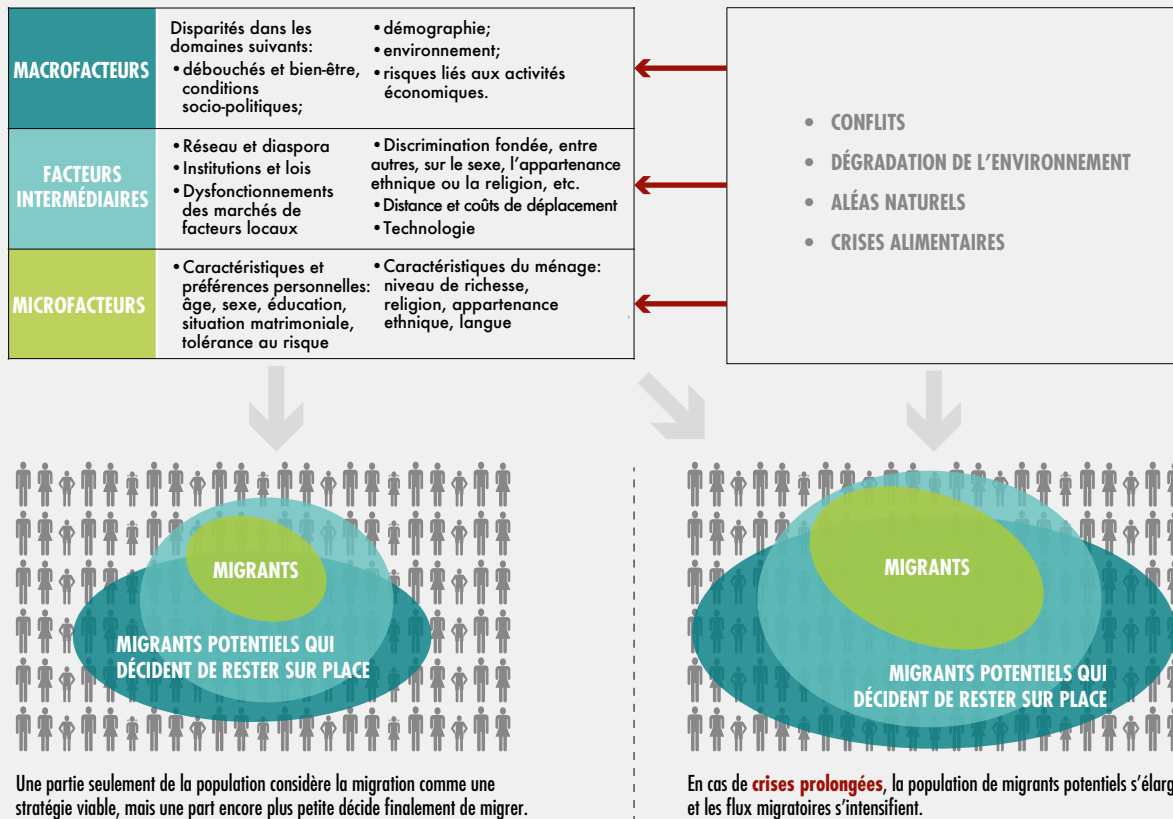 MACROFACTEURS
Disparités dans les
domaines suivants:
• débouchés et bien-être,
conditions
socio-politiques;
• démographie;
• environnement;
• risques liés aux activités
économiques.
FACTEURS
INTERMÉDIAIRES
• Réseau et diaspora
• Institutions et lois
• Dysfonctionnements
des marchés de
facteurs locaux
• Discrimination fondée, entre
autres, sur le sexe, l'appartenance
ethnique ou la religion, etc.
• Distance et coûts de déplacement
• Technologie
MICROFACTEURS
• Caractéristiques et
préférences personnelles:
âge, sexe, éducation,
situation matrimoniale,
tolérance au risque
• Caractéristiques du ménage:
niveau de richesse,
religion, appartenance
ethnique, langue
• CONFLITS
• DÉGRADATION DE L'ENVIRONNEMENT
• ALÉAS NATURELS
• CRISES ALIMENTAIRES
MIGRANTS
MIGRANTS POTENTIELS QUI
DÉCIDENT DE RESTER SUR PLACE
Une partie seulement de la population considère la migration comme une
stratégie viable, mais une part encore plus petite décide finalement de migrer.
MIGRANTS
MIGRANTS POTENTIELS QUI
DÉCIDENT DE RESTER SUR PLACE
En cas de crises prolongées, la population de migrants potentiels s'élarg
et les flux migratoires s'intensifient.